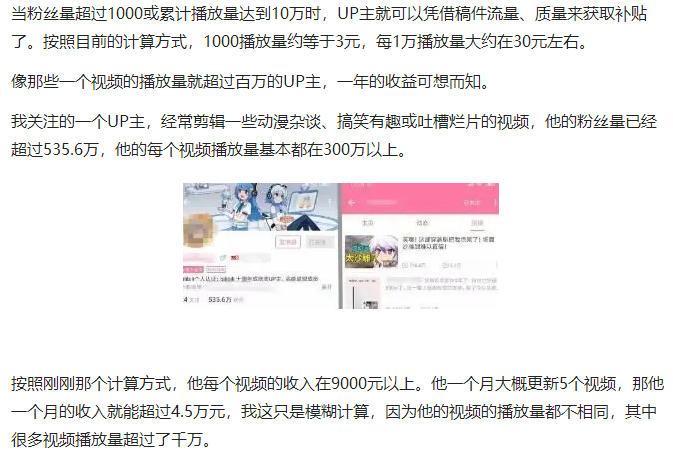 当粉丝量超过1000或累计播放量达到10万时，UP主就可以凭借稿件流量、质量来获取补贴
了。按照目前的计算方式，1000播放量约等于3元，每1万播放量大约在30元左右。
像那些一个视频的播放量就超过百万的UP主，一年的收益可想而知。
我关注的一个UP主，经常剪辑一些动漫杂谈、搞笑有趣或吐槽烂片的视频，他的粉丝量已经
超过535.6万，他的每个视频播放量基本都在300万以上。
主页 动态
太沙雕了
535.6万
按照刚刚那个计算方式，他每个视频的收入在9000元以上。他一个月大概更新5个视频，那他
一个月的收入就能超过4.5万元，我这只是模糊计算，因为他的视频的播放量都不相同，其中
很多视频播放量超过了千万。